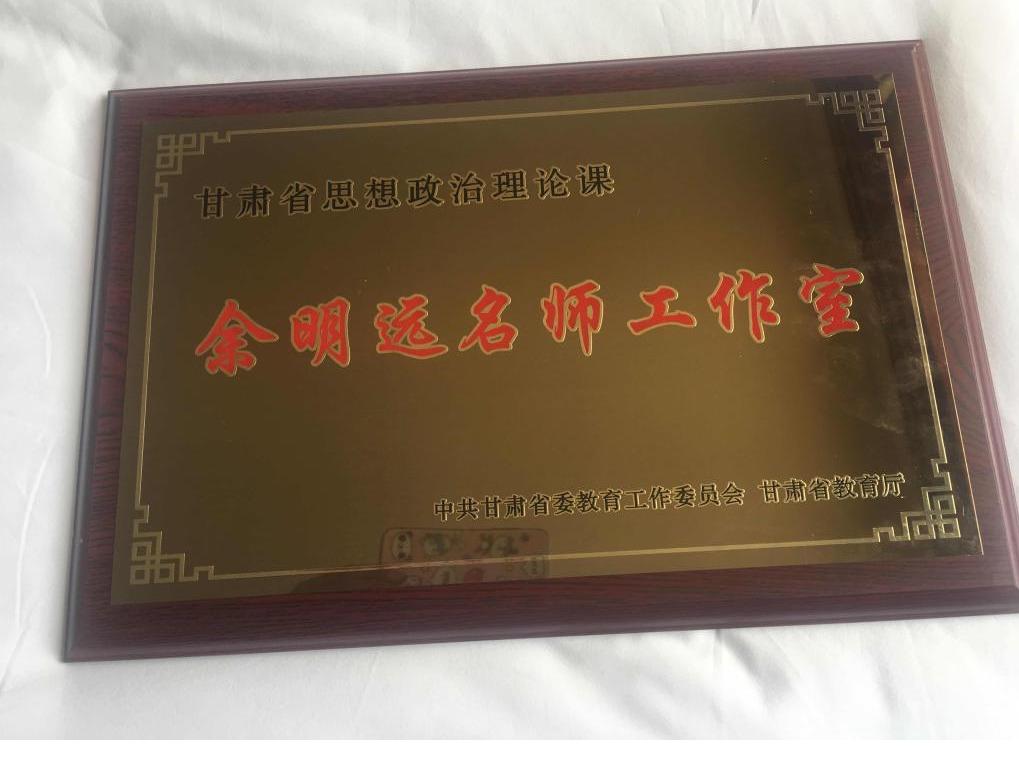 甘肃省思想政治理论课
余明远名师工作室
中共甘肃省委教育工作委员会 甘肃省教育厅